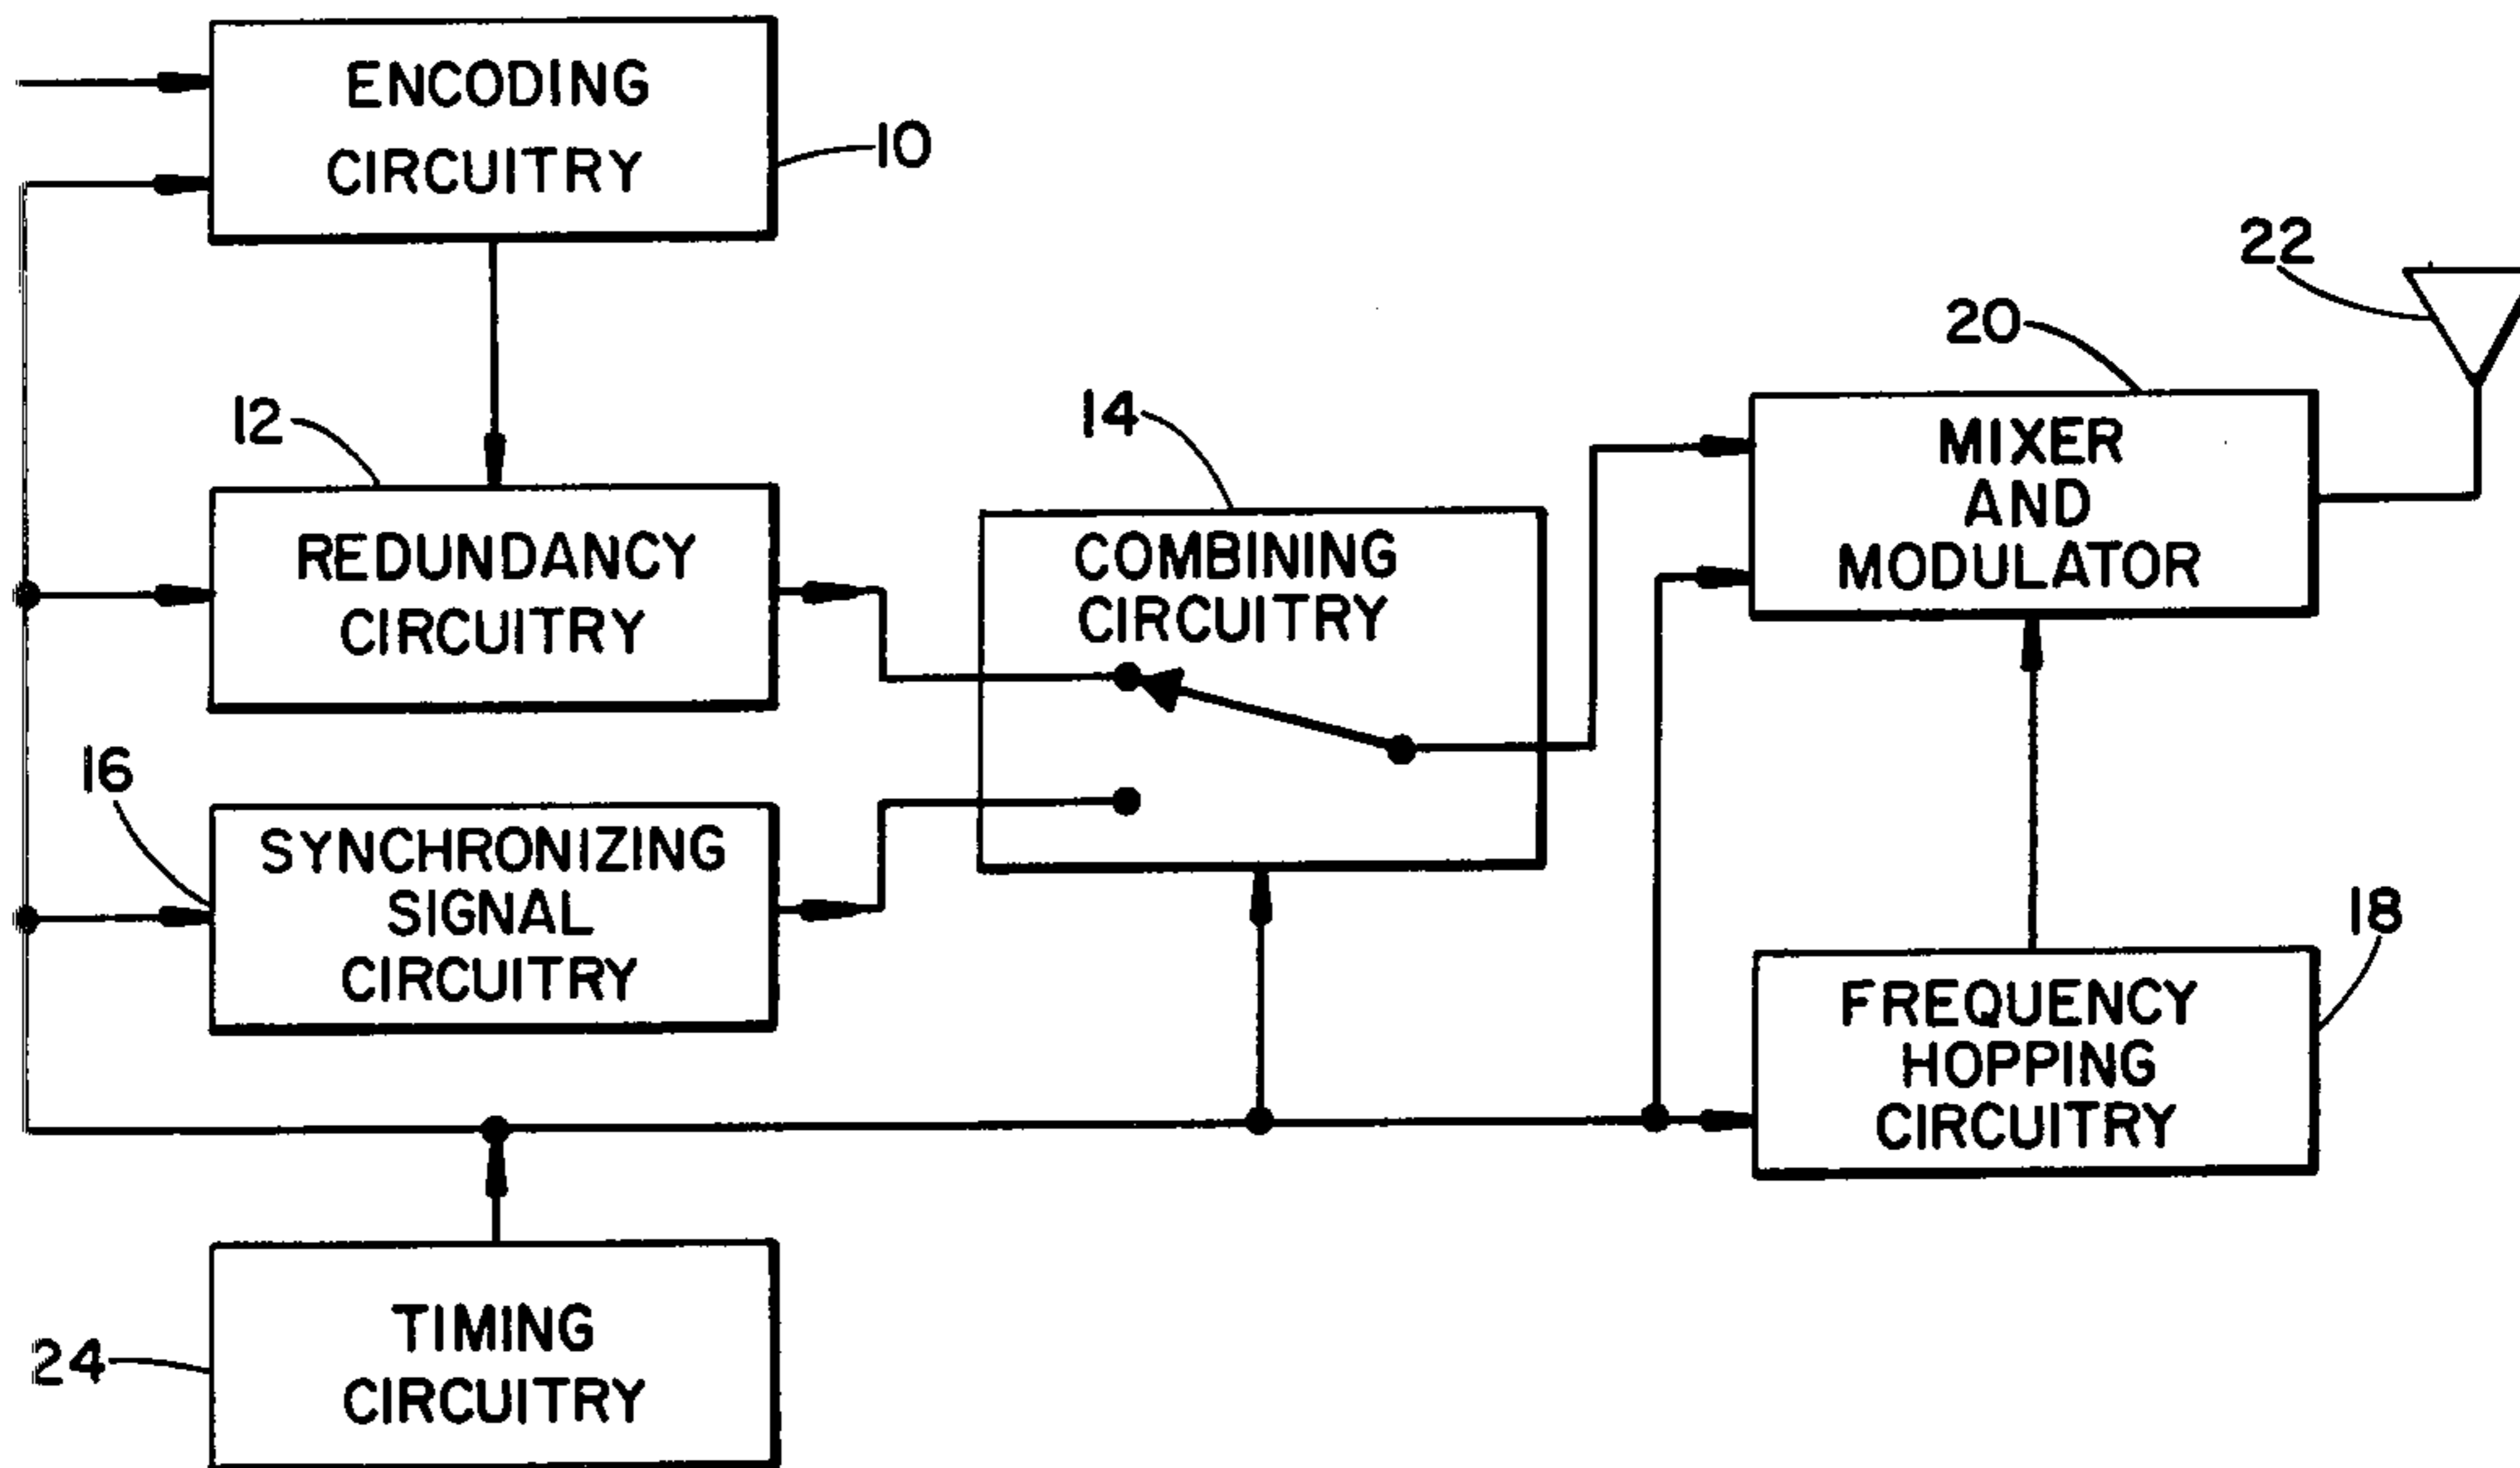 ENCODING
CIRCUITRY
10
22
20
12
14
MIXER
AND
MODULATOR
REDUNDANCY
CIRCUITRY
COMBINING
CIRCUITRY
16
SYNCHRONIZING
SIGNAL
CIRCUITRY
18
FREQUENCY
HOPPING
CIRCUITRY
24
TIMING
CIRCUITRY